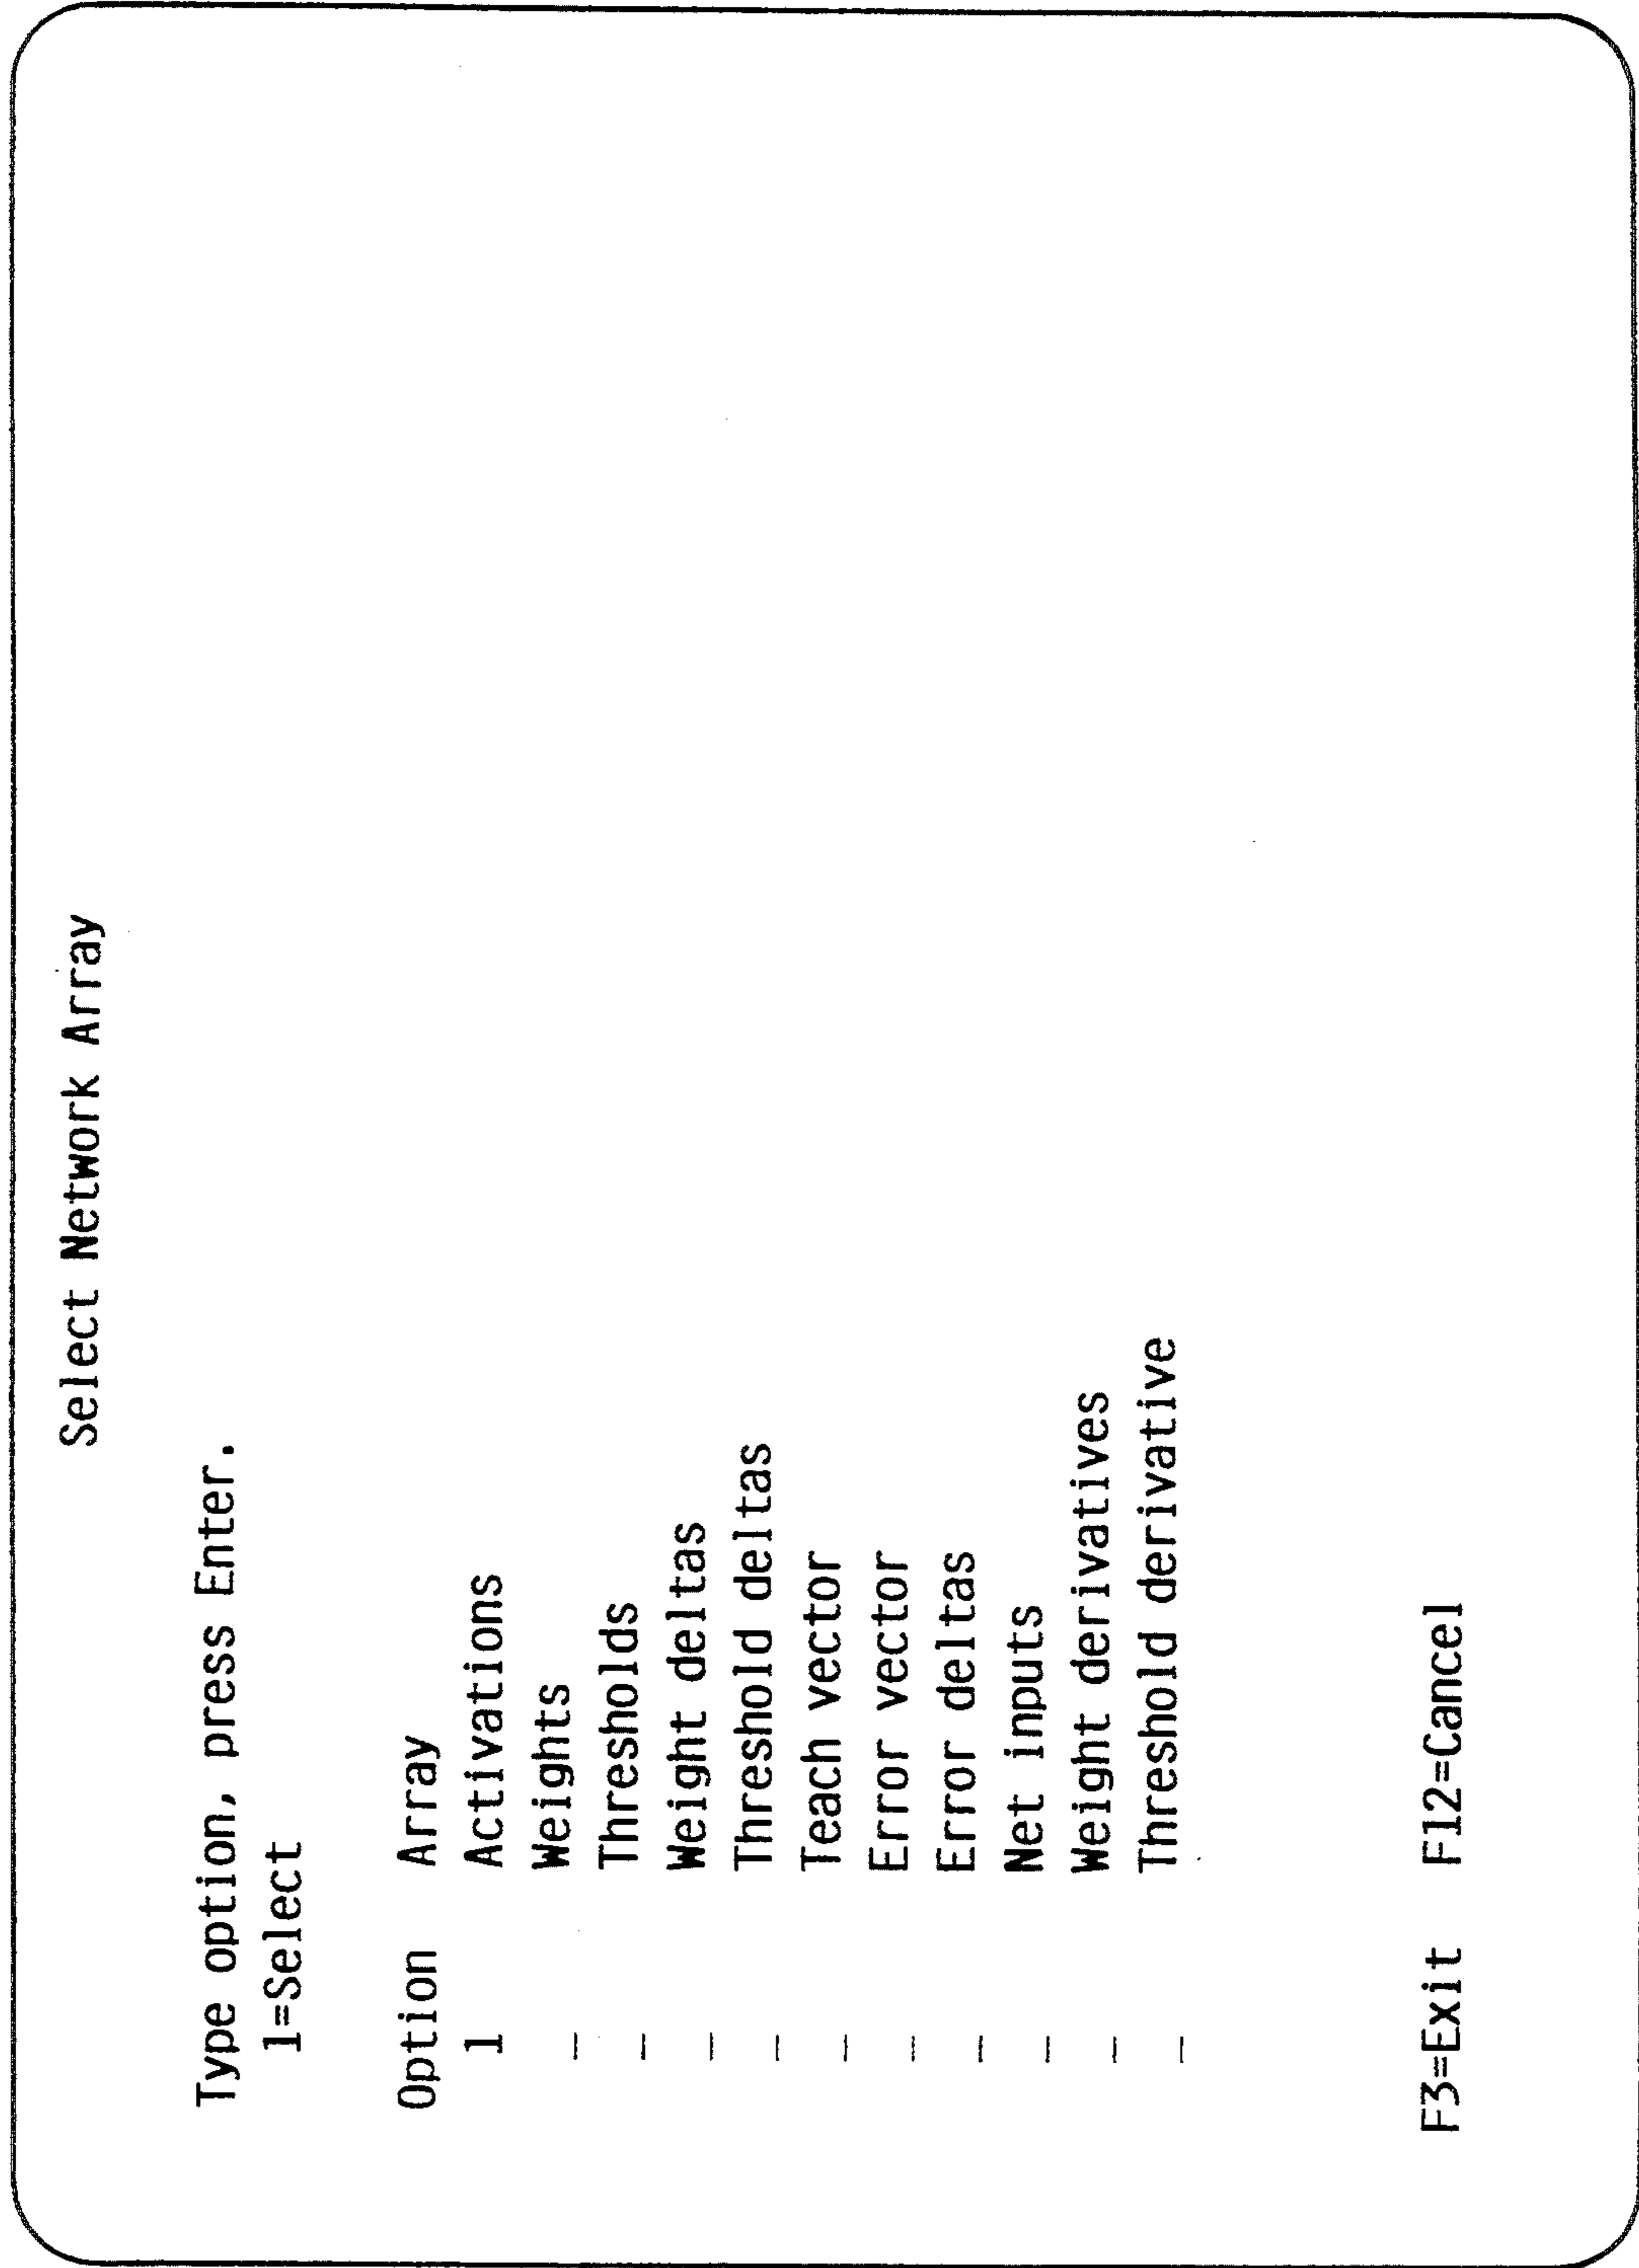 Select Network Array
Type option, press Enter.
1=Select
Option Array
1 Activations
_ Weights
_ Thresholds
_ Weight deltas
_ Threshold deltas
_ Teach vector
_ Error vector
_ Error deltas
_ Net inputs
_ Weight derivatives
_ Threshold derivative
F3=Exit F12=Cancel